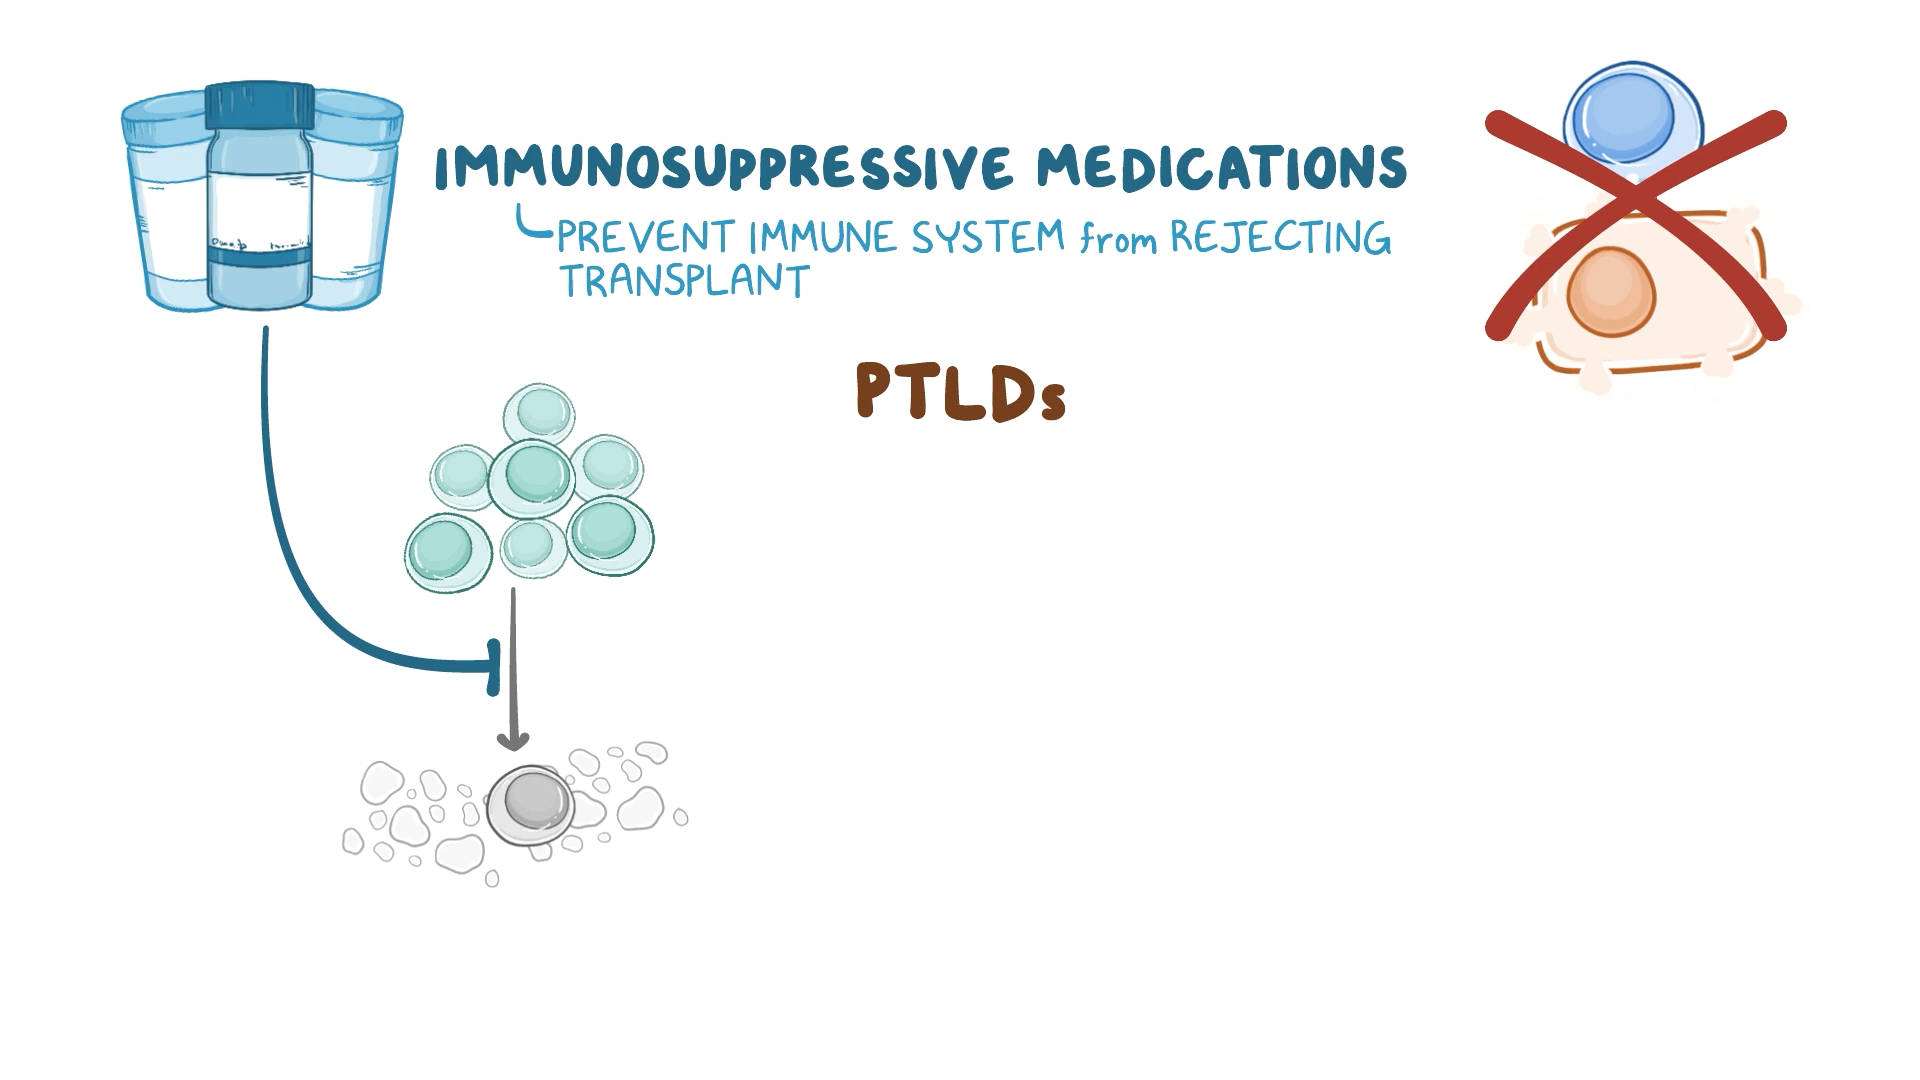 IMMUNOSUPPRESSIVE MEDICATIONS
PREVENT IMMUNE SYSTEM from REJECTING
TRANSPLANT
PTLDs